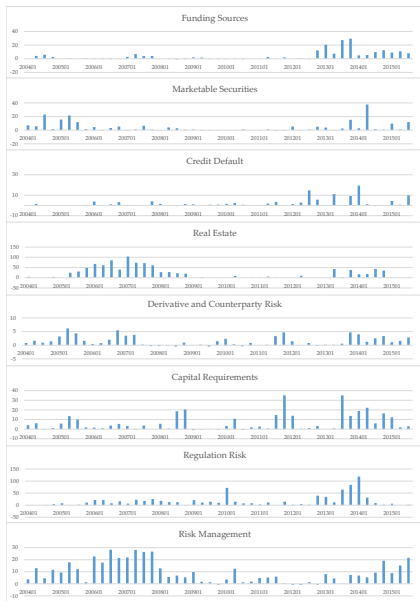 Funding Sources
40
20
0
200401 200501 200601 200701 200801 200901 201001 201101 201201 201301 201401 201501
-20
Marketable Securities
40
30
20
10
0
200401 200501 200601 200701 200801 200901 201001 201101 201201 201301 201401 201501
-10
Credit Default
30
10
200401 200501 200601 200701 200801 200901 201001 201101 201201 201301 201401 201501
-10
Real Estate
150
100
50
0
200401 200501 200601 200701 200801 200901 201001 201101 201201 201301 201401 201501
-50
Derivative and Counterparty Risk
10
5
0
200401 200501 200601 200701 200801 200901 201001 201101 201201 201301 201401 201501
-5
Capital Requirements
40
30
20
10
0
200401 200501 200601 200701 200801 200901 201001 201101 201201 201301 201401 201501
-10
Regulation Risk
150
100
50
0
200401 200501 200601 200701 200801 200901 201001 201101 201201 201301 201401 201501
Risk Management
30
20
10
0
200401 200501 200601 200701 200801 200901 201001 201101 201201 201301 201401 201501
-10